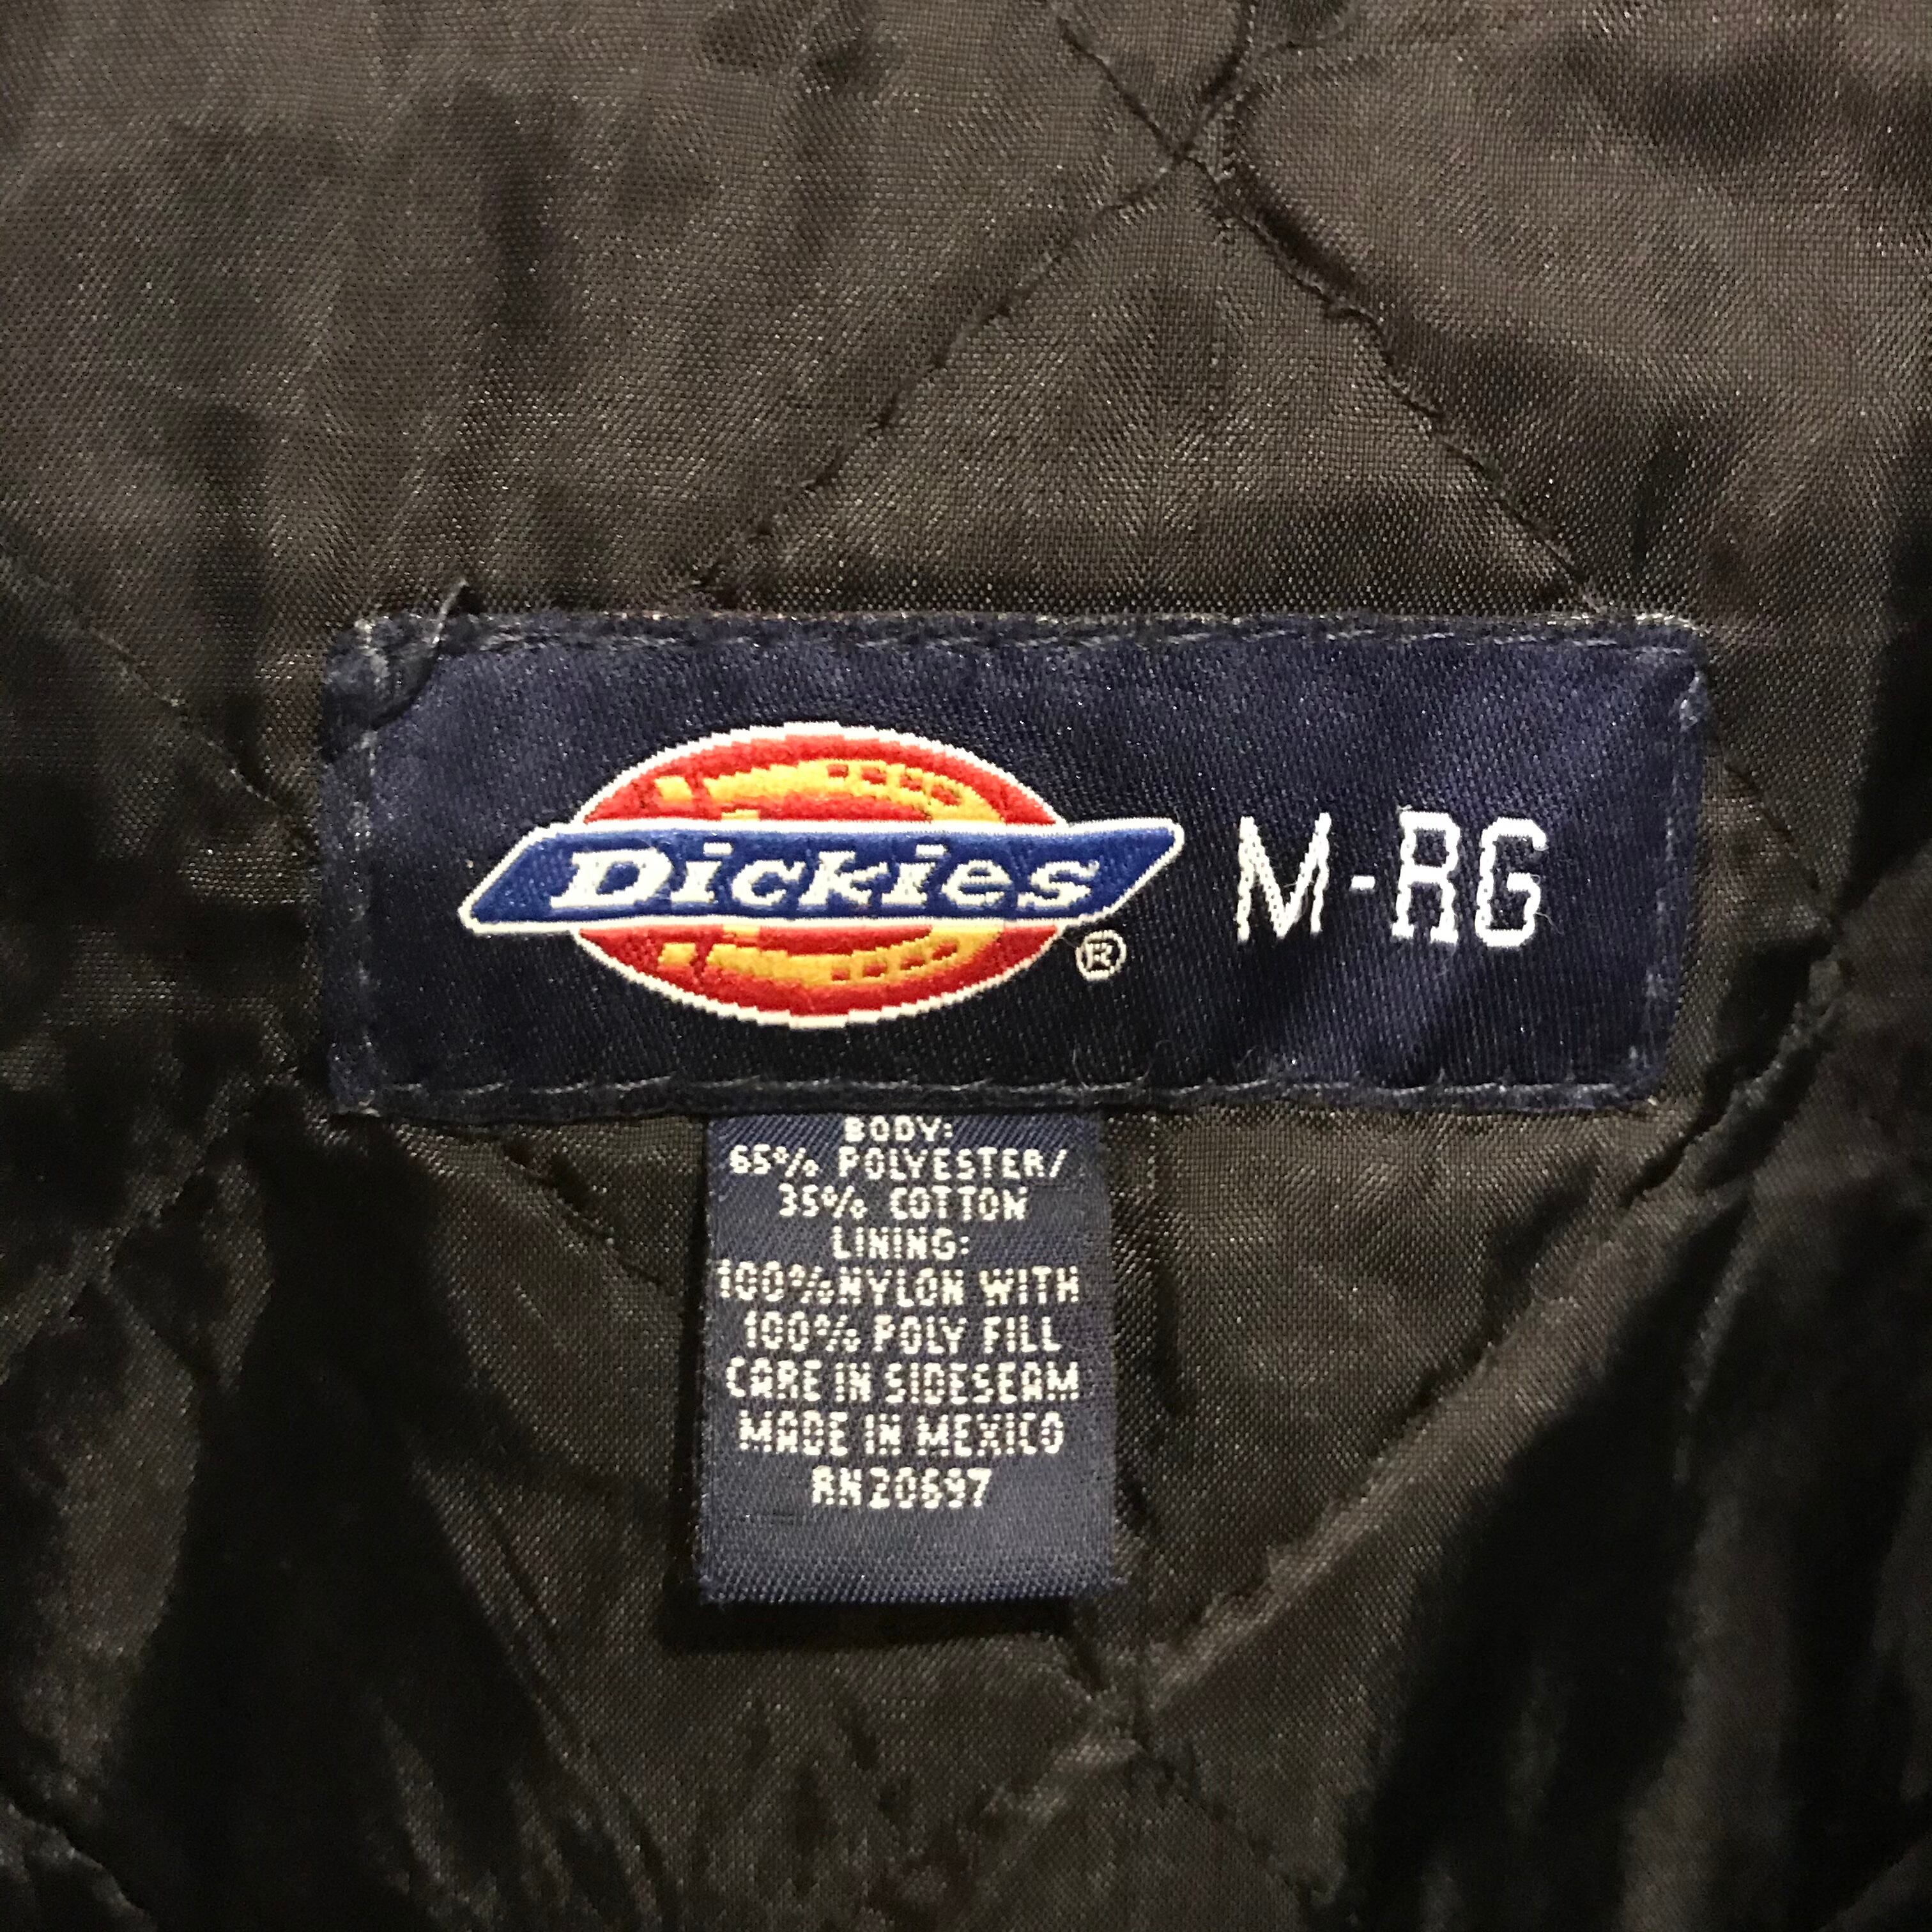 Dickies® M-RG
BODY:
65% POLYESTER/
35% COTTON
LINING:
100%NYLON WITH
100% POLY FILL
CARE IN SIDESEAM
MADE IN MEXICO
RN20697